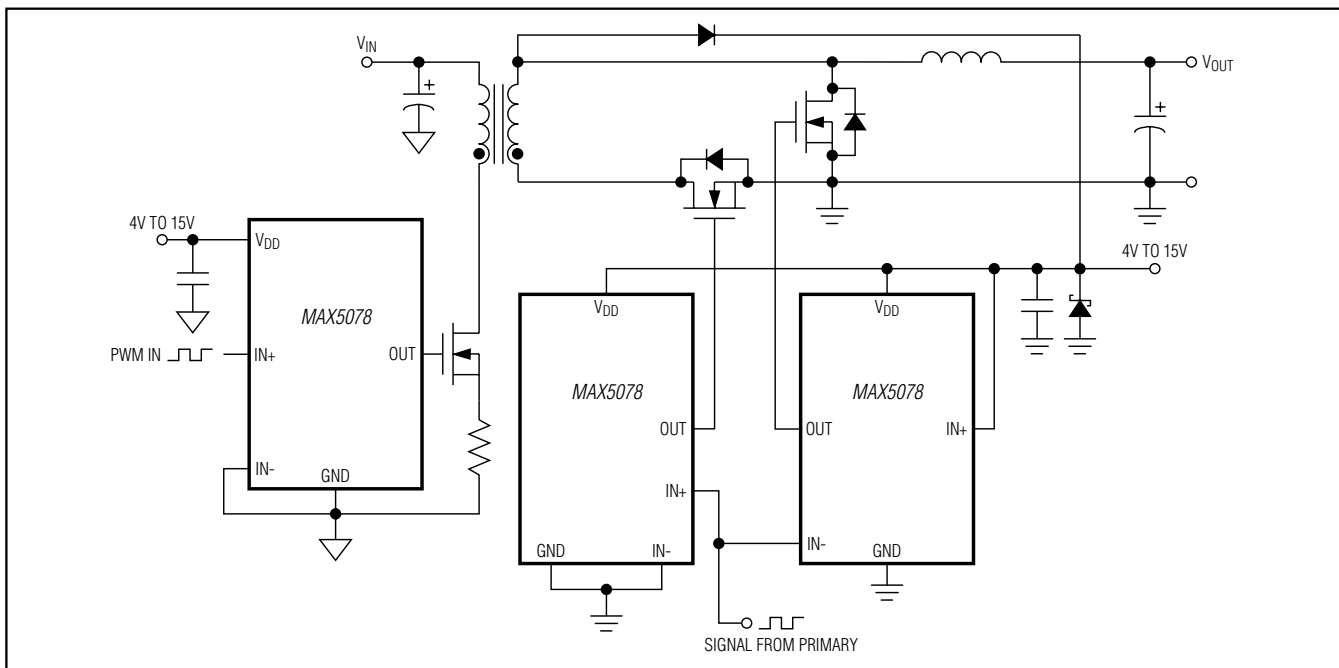 V_IN
+
V_OUT
+
4V TO 15V
V_DD
MAX5078
PWM IN
IN+
OUT
IN-
GND
4V TO 15V
V_DD
MAX5078
OUT
IN+
GND
IN-
V_DD
MAX5078
OUT
IN+
IN-
GND
SIGNAL FROM PRIMARY